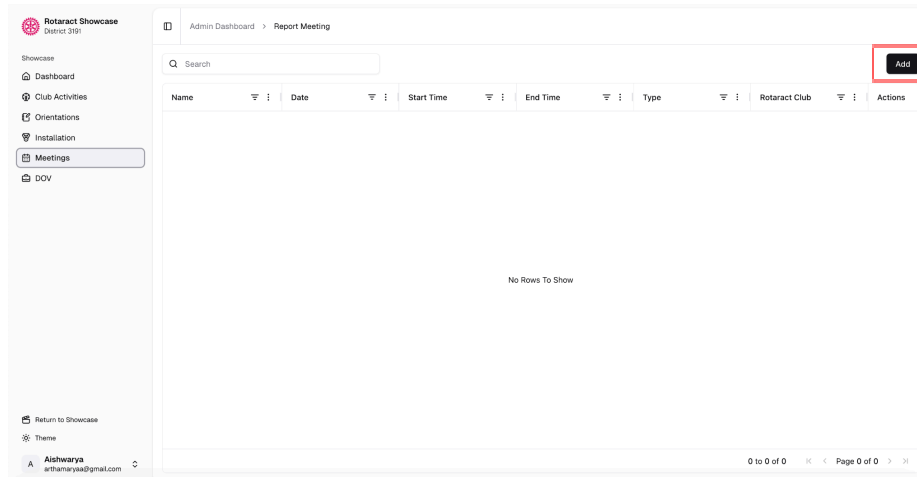 Rotaract Showcase
District 3191
Admin Dashboard > Report Meeting
Showcase
Dashboard
Club Activities
Orientations
Installation
Meetings
DOV
Search
Add
Name
Date
Start Time
End Time
Type
Rotaract Club
Actions
No Rows To Show
0 to 0 of 0
Page 0 of 0
Return to Showcase
Theme
A
Aishwarya
arthamaryaa@gmail.com